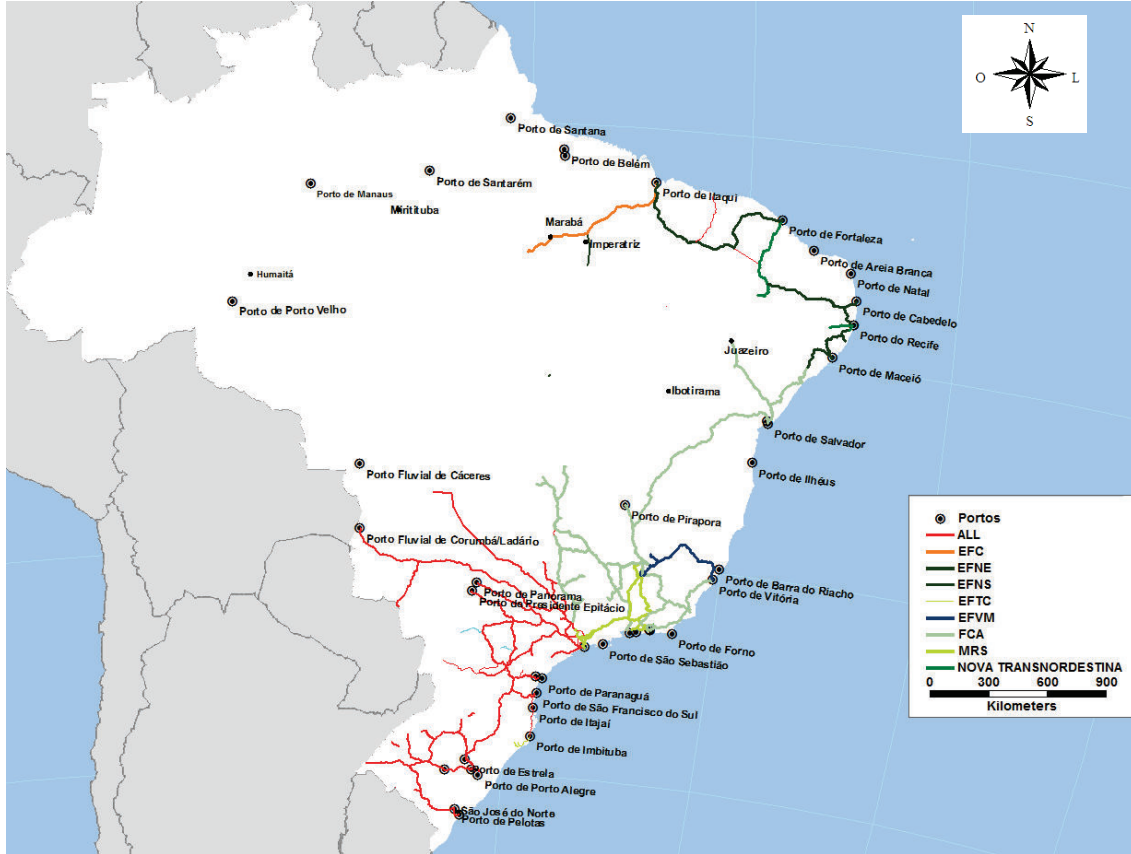 N
O
L
S
Porto de Santana
Porto de Belém
Porto de Santarém
Porto de Manaus
Miritituba
Porto de Itaqui
Marabá
Imperatriz
Porto de Fortaleza
Porto de Areia Branca
Porto de Natal
Humaitá
Porto de Porto Velho
Porto de Cabedelo
Porto do Recife
Juazeiro
Porto de Maceió
Ibotirama
Porto de Salvador
Porto Fluvial de Cáceres
Porto de Ilhéus
Porto de Pirapora
Porto Fluvial de Corumbá/Ladário
Porto de Barra do Riacho
Porto de Vitória
Porto de Panorama
Porto de Presidente Epitácio
Porto de Forno
Porto de São Sebastião
Porto de Paranaguá
Porto de São Francisco do Sul
Porto de Itajaí
Porto de Imbituba
Porto de Estrela
Porto de Porto Alegre
São José do Norte
Porto de Pelotas
Portos
ALL
EFC
EFNE
EFNS
EFTC
EFVM
FCA
MRS
NOVA TRANSNORDESTINA
0 300 600 900
Kilometers